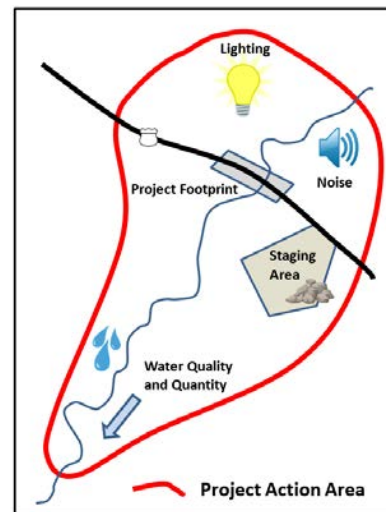 Lighting
Noise
Project Footprint
Staging
Area
Water Quality
and Quantity
Project Action Area